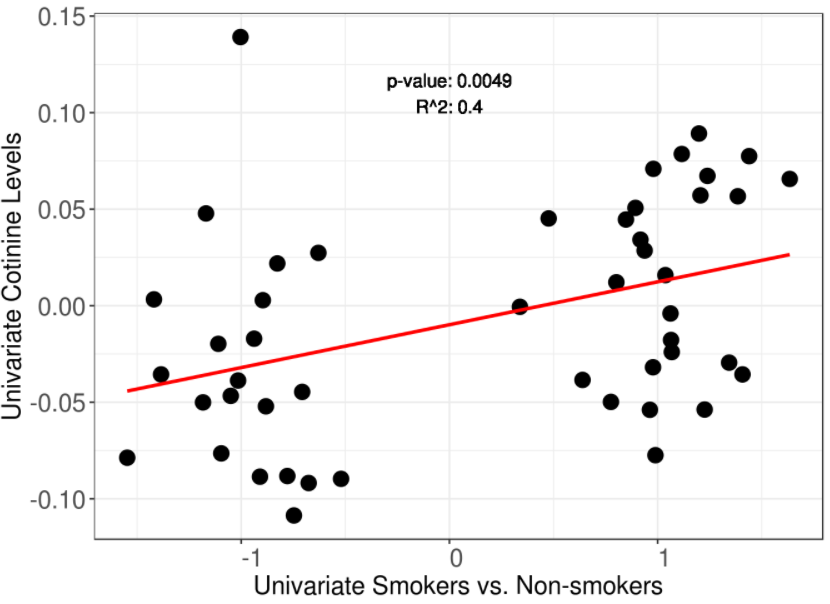 0.15
0.10
0.05
0.00
-0.05
-0.10
Univariate Cotinine Levels
p-value: 0.0049
R^2: 0.4
-1
0
1
Univariate Smokers vs. Non-smokers